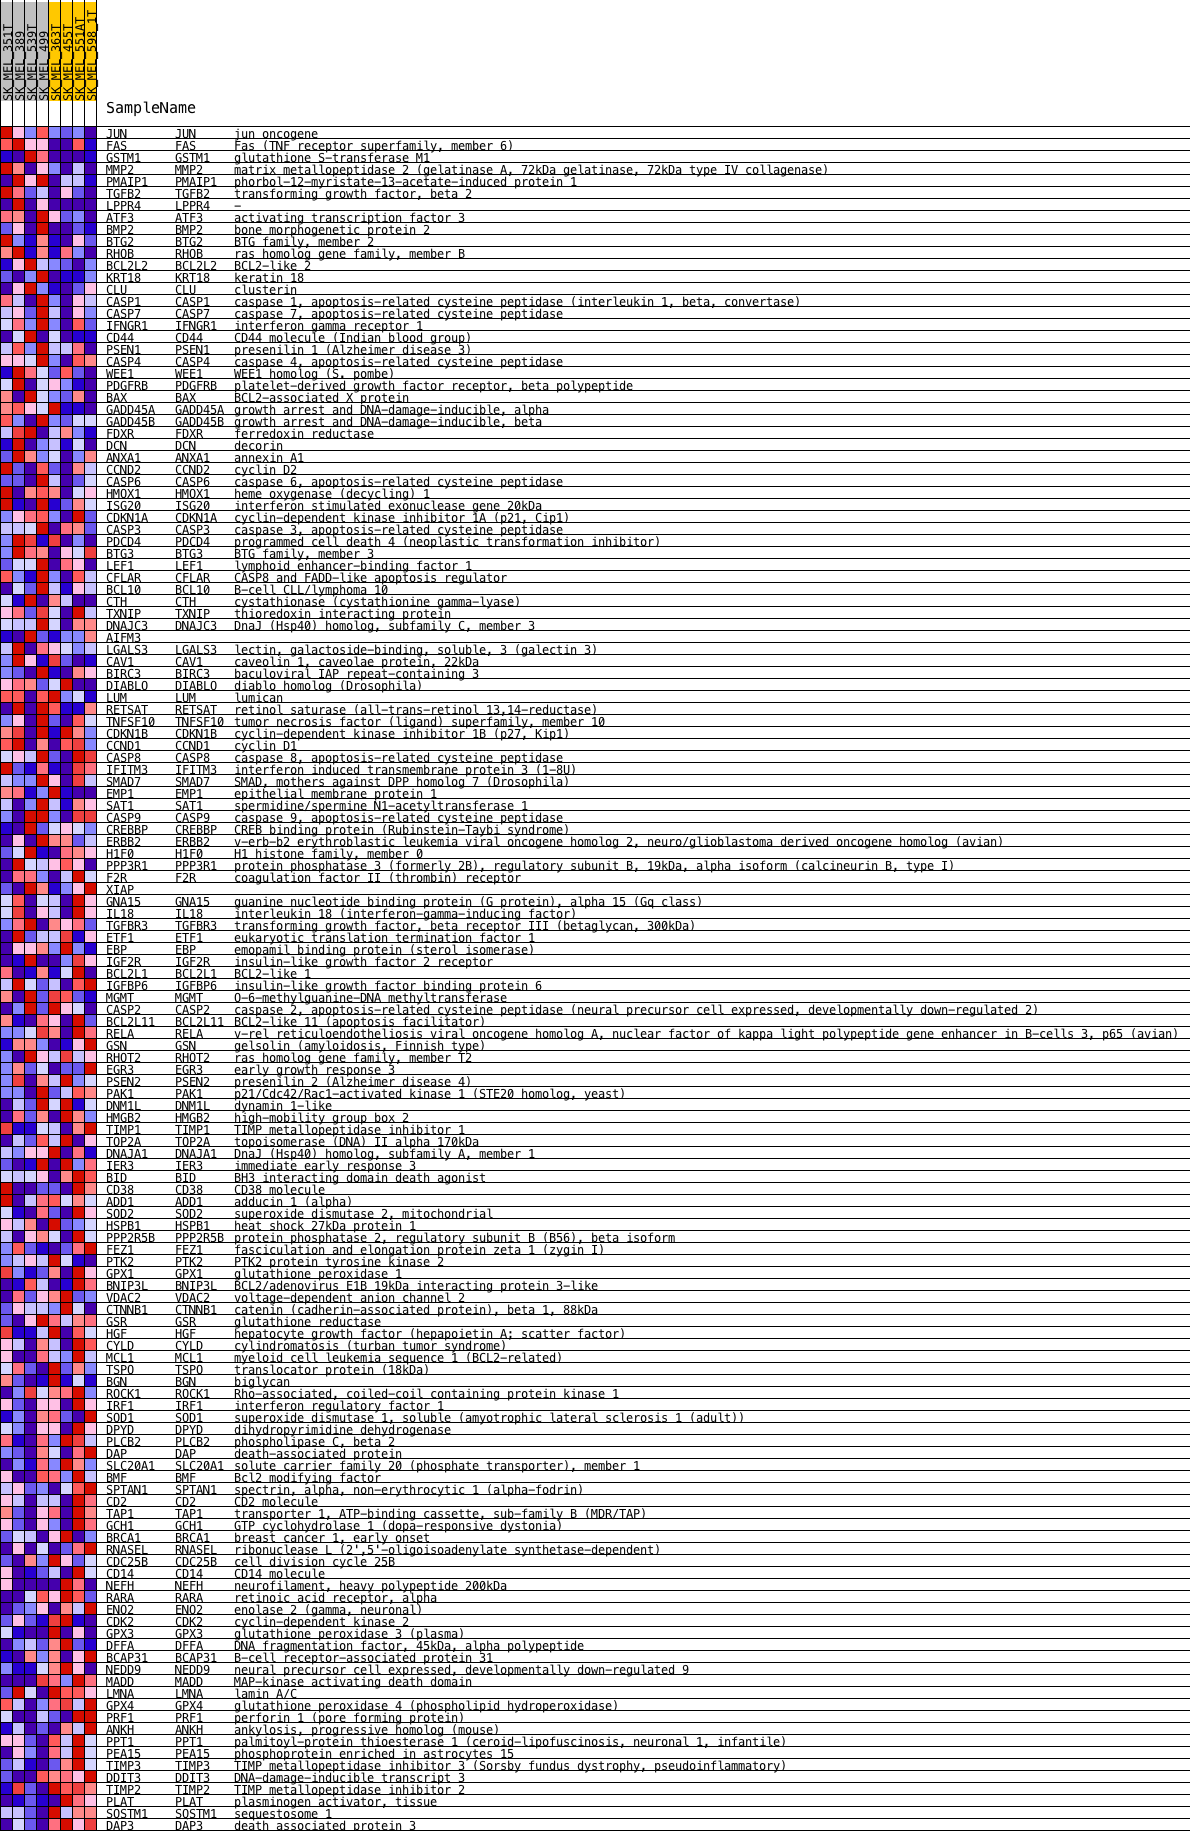 SK_MEL_351T
SK_MEL_389
SK_MEL_539T
SK_MEL_499
SK_MEL_363T
SK_MEL_455T
SK_MEL_551AT
SK_MEL_598_1T
SampleName
JUN JUN jun oncogene
FAS FAS Fas (TNF receptor superfamily, member 6)
GSTM1 GSTM1 glutathione S-transferase M1
MMP2 MMP2 matrix metallopeptidase 2 (gelatinase A, 72kDa gelatinase, 72kDa type IV collagenase)
PMAIP1 PMAIP1 phorbol-12-myristate-13-acetate-induced protein 1
TGFB2 TGFB2 transforming growth factor, beta 2
LPPR4 LPPR4 -
ATF3 ATF3 activating transcription factor 3
BMP2 BMP2 bone morphogenetic protein 2
BTG2 BTG2 BTG family, member 2
RHOB RHOB ras homolog gene family, member B
BCL2L2 BCL2L2 BCL2-like 2
KRT18 KRT18 keratin 18
CLU CLU clusterin
CASP1 CASP1 caspase 1, apoptosis-related cysteine peptidase (interleukin 1, beta, convertase)
CASP7 CASP7 caspase 7, apoptosis-related cysteine peptidase
IFNGR1 IFNGR1 interferon gamma receptor 1
CD44 CD44 CD44 molecule (Indian blood group)
PSEN1 PSEN1 presenilin 1 (Alzheimer disease 3)
CASP4 CASP4 caspase 4, apoptosis-related cysteine peptidase
WEE1 WEE1 WEE1 homolog (S. pombe)
PDGFRB PDGFRB platelet-derived growth factor receptor, beta polypeptide
BAX BAX BCL2-associated X protein
GADD45A GADD45A growth arrest and DNA-damage-inducible, alpha
GADD45B GADD45B growth arrest and DNA-damage-inducible, beta
FDXR FDXR ferredoxin reductase
DCN DCN decorin
ANXA1 ANXA1 annexin A1
CCND2 CCND2 cyclin D2
CASP6 CASP6 caspase 6, apoptosis-related cysteine peptidase
HMOX1 HMOX1 heme oxygenase (decycling) 1
ISG20 ISG20 interferon stimulated exonuclease gene 20kDa
CDKN1A CDKN1A cyclin-dependent kinase inhibitor 1A (p21, Cip1)
CASP3 CASP3 caspase 3, apoptosis-related cysteine peptidase
PDCD4 PDCD4 programmed cell death 4 (neoplastic transformation inhibitor)
BTG3 BTG3 BTG family, member 3
LEF1 LEF1 lymphoid enhancer-binding factor 1
CFLAR CFLAR CASP8 and FADD-like apoptosis regulator
BCL10 BCL10 B-cell CLL/lymphoma 10
CTH CTH cystathionase (cystathionine gamma-lyase)
TXNIP TXNIP thioredoxin interacting protein
DNAJC3 DNAJC3 DnaJ (Hsp40) homolog, subfamily C, member 3
AIFM3
LGALS3 LGALS3 lectin, galactoside-binding, soluble, 3 (galectin 3)
CAV1 CAV1 caveolin 1, caveolae protein, 22kDa
BIRC3 BIRC3 baculoviral IAP repeat-containing 3
DIABLO DIABLO diablo homolog (Drosophila)
LUM LUM lumican
RETSAT RETSAT retinol saturase (all-trans-retinol 13,14-reductase)
TNFSF10 TNFSF10 tumor necrosis factor (ligand) superfamily, member 10
CDKN1B CDKN1B cyclin-dependent kinase inhibitor 1B (p27, Kip1)
CCND1 CCND1 cyclin D1
CASP8 CASP8 caspase 8, apoptosis-related cysteine peptidase
IFITM3 IFITM3 interferon induced transmembrane protein 3 (1-8U)
SMAD7 SMAD7 SMAD, mothers against DPP homolog 7 (Drosophila)
EMP1 EMP1 epithelial membrane protein 1
SAT1 SAT1 spermidine/spermine N1-acetyltransferase 1
CASP9 CASP9 caspase 9, apoptosis-related cysteine peptidase
CREBBP CREBBP CREB binding protein (Rubinstein-Taybi syndrome)
ERBB2 ERBB2 v-erb-b2 erythroblastic leukemia viral oncogene homolog 2, neuro/glioblastoma derived oncogene homolog (avian)
H1F0 H1F0 H1 histone family, member 0
PPP3R1 PPP3R1 protein phosphatase 3 (formerly 2B), regulatory subunit B, 19kDa, alpha isoform (calcineurin B, type I)
F2R F2R coagulation factor II (thrombin) receptor
XIAP
GNA15 GNA15 guanine nucleotide binding protein (G protein), alpha 15 (Gq class)
IL18 IL18 interleukin 18 (interferon-gamma-inducing factor)
TGFBR3 TGFBR3 transforming growth factor, beta receptor III (betaglycan, 300kDa)
ETF1 ETF1 eukaryotic translation termination factor 1
EBP EBP emopamil binding protein (sterol isomerase)
IGF2R IGF2R insulin-like growth factor 2 receptor
BCL2L1 BCL2L1 BCL2-like 1
IGFBP6 IGFBP6 insulin-like growth factor binding protein 6
MGMT MGMT O-6-methylguanine-DNA methyltransferase
CASP2 CASP2 caspase 2, apoptosis-related cysteine peptidase (neural precursor cell expressed, developmentally down-regulated 2)
BCL2L11 BCL2L11 BCL2-like 11 (apoptosis facilitator)
RELA RELA v-rel reticuloendotheliosis viral oncogene homolog A, nuclear factor of kappa light polypeptide gene enhancer in B-cells 3, p65 (avian)
GSN GSN gelsolin (amyloidosis, Finnish type)
RHOT2 RHOT2 ras homolog gene family, member T2
EGR3 EGR3 early growth response 3
PSEN2 PSEN2 presenilin 2 (Alzheimer disease 4)
PAK1 PAK1 p21/Cdc42/Rac1-activated kinase 1 (STE20 homolog, yeast)
DNM1L DNM1L dynamin 1-like
HMGB2 HMGB2 high-mobility group box 2
TIMP1 TIMP1 TIMP metallopeptidase inhibitor 1
TOP2A TOP2A topoisomerase (DNA) II alpha 170kDa
DNAJA1 DNAJA1 DnaJ (Hsp40) homolog, subfamily A, member 1
IER3 IER3 immediate early response 3
BID BID BH3 interacting domain death agonist
CD38 CD38 CD38 molecule
ADD1 ADD1 adducin 1 (alpha)
SOD2 SOD2 superoxide dismutase 2, mitochondrial
HSPB1 HSPB1 heat shock 27kDa protein 1
PPP2R5B PPP2R5B protein phosphatase 2, regulatory subunit B (B56), beta isoform
FEZ1 FEZ1 fasciculation and elongation protein zeta 1 (zygin I)
PTK2 PTK2 PTK2 protein tyrosine kinase 2
GPX1 GPX1 glutathione peroxidase 1
BNIP3L BNIP3L BCL2/adenovirus E1B 19kDa interacting protein 3-like
VDAC2 VDAC2 voltage-dependent anion channel 2
CTNNB1 CTNNB1 catenin (cadherin-associated protein), beta 1, 88kDa
GSR GSR glutathione reductase
HGF HGF hepatocyte growth factor (hepapoietin A; scatter factor)
CYLD CYLD cylindromatosis (turban tumor syndrome)
MCL1 MCL1 myeloid cell leukemia sequence 1 (BCL2-related)
TSPO TSPO translocator protein (18kDa)
BGN BGN biglycan
ROCK1 ROCK1 Rho-associated, coiled-coil containing protein kinase 1
IRF1 IRF1 interferon regulatory factor 1
SOD1 SOD1 superoxide dismutase 1, soluble (amyotrophic lateral sclerosis 1 (adult))
DPYD DPYD dihydropyrimidine dehydrogenase
PLCB2 PLCB2 phospholipase C, beta 2
DAP DAP death-associated protein
SLC20A1 SLC20A1 solute carrier family 20 (phosphate transporter), member 1
BMF BMF Bcl2 modifying factor
SPTAN1 SPTAN1 spectrin, alpha, non-erythrocytic 1 (alpha-fodrin)
CD2 CD2 CD2 molecule
TAP1 TAP1 transporter 1, ATP-binding cassette, sub-family B (MDR/TAP)
GCH1 GCH1 GTP cyclohydrolase 1 (dopa-responsive dystonia)
BRCA1 BRCA1 breast cancer 1, early onset
RNASEL RNASEL ribonuclease L (2',5'-oligoisoadenylate synthetase-dependent)
CDC25B CDC25B cell division cycle 25B
CD14 CD14 CD14 molecule
NEFH NEFH neurofilament, heavy polypeptide 200kDa
RARA RARA retinoic acid receptor, alpha
ENO2 ENO2 enolase 2 (gamma, neuronal)
CDK2 CDK2 cyclin-dependent kinase 2
GPX3 GPX3 glutathione peroxidase 3 (plasma)
DFFA DFFA DNA fragmentation factor, 45kDa, alpha polypeptide
BCAP31 BCAP31 B-cell receptor-associated protein 31
NEDD9 NEDD9 neural precursor cell expressed, developmentally down-regulated 9
MADD MADD MAP-kinase activating death domain
LMNA LMNA lamin A/C
GPX4 GPX4 glutathione peroxidase 4 (phospholipid hydroperoxidase)
PRF1 PRF1 perforin 1 (pore forming protein)
ANKH ANKH ankylosis, progressive homolog (mouse)
PPT1 PPT1 palmitoyl-protein thioesterase 1 (ceroid-lipofuscinosis, neuronal 1, infantile)
PEA15 PEA15 phosphoprotein enriched in astrocytes 15
TIMP3 TIMP3 TIMP metallopeptidase inhibitor 3 (Sorsby fundus dystrophy, pseudoinflammatory)
DDIT3 DDIT3 DNA-damage-inducible transcript 3
TIMP2 TIMP2 TIMP metallopeptidase inhibitor 2
PLAT PLAT plasminogen activator, tissue
SQSTM1 SQSTM1 sequestosome 1
DAP3 DAP3 death associated protein 3